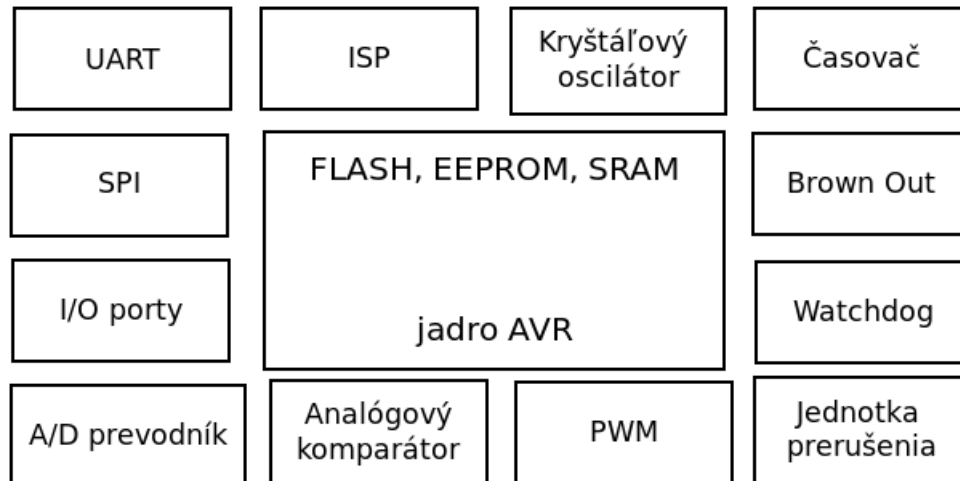 UART
ISP
Kryštáľový
oscilátor
Časovač
SPI
FLASH, EEPROM, SRAM
Brown Out
I/O porty
jadro AVR
Watchdog
A/D prevodník
Analógový
komparátor
PWM
Jednotka
prerušenia